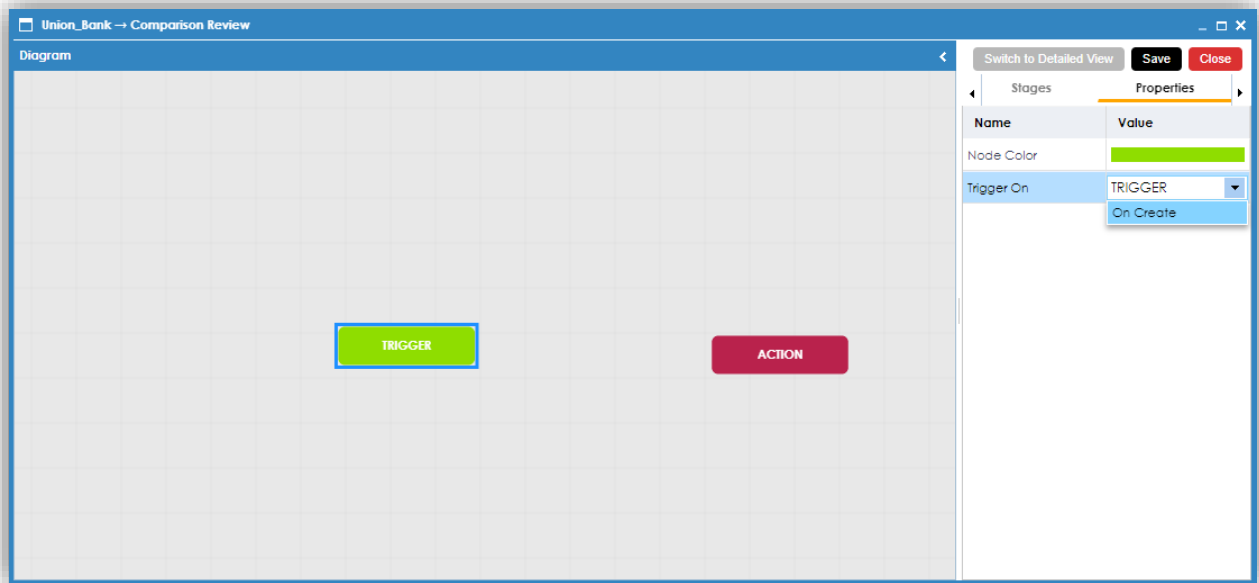 Union_Bank → Comparison Review
Diagram
Switch to Detailed View Save Close
Stages Properties
Name Value
Node Color
Trigger On TRIGGER
On Create
TRIGGER
ACTION